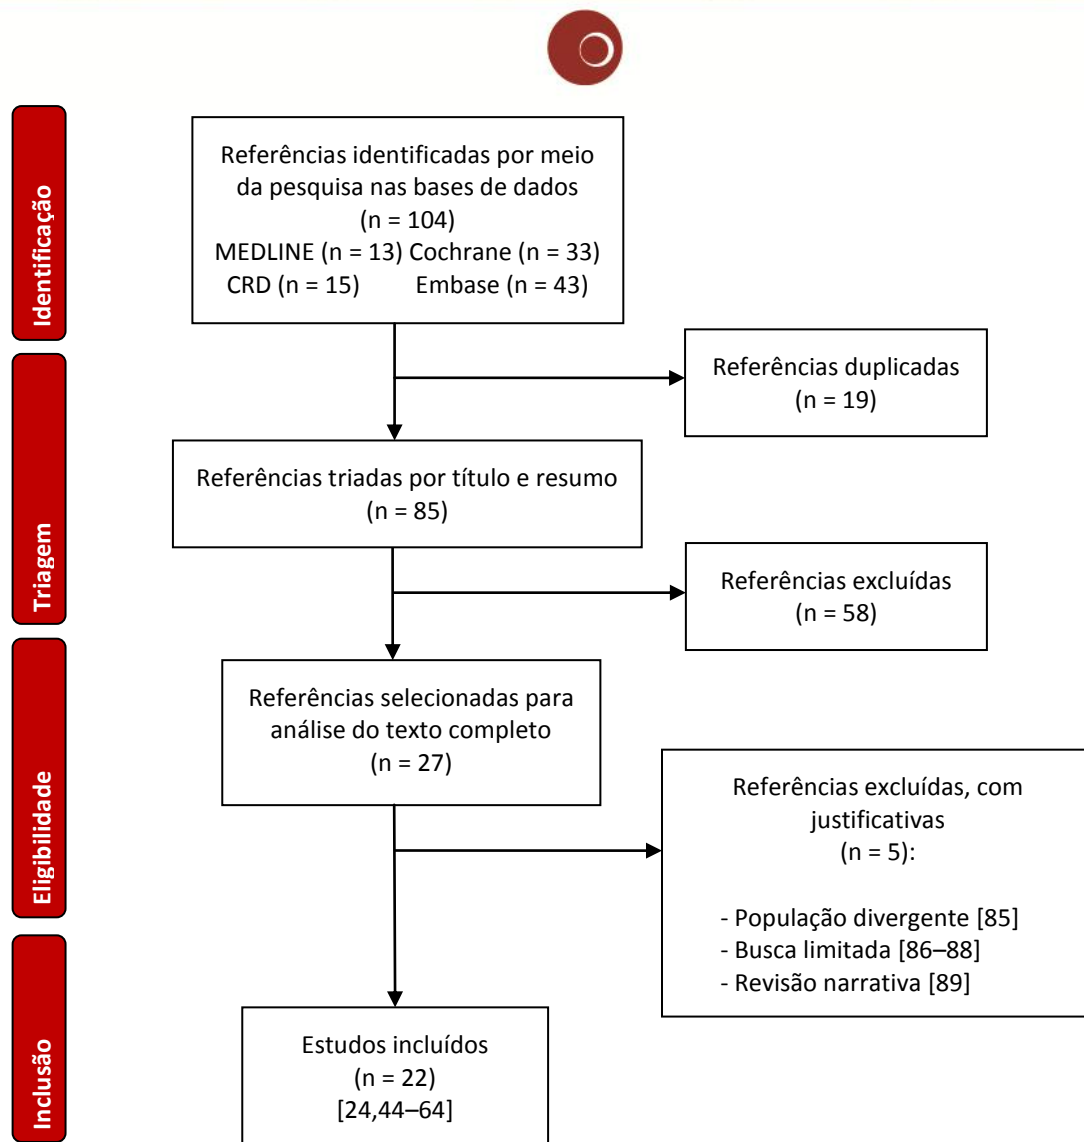 Identificação
Referências identificadas por meio
da pesquisa nas bases de dados
(n = 104)
MEDLINE (n = 13) Cochrane (n = 33)
CRD (n = 15) Embase (n = 43)
Referências duplicadas
(n = 19)
Triagem
Referências triadas por título e resumo
(n = 85)
Referências excluídas
(n = 58)
Eligibilidade
Referências selecionadas para
análise do texto completo
(n = 27)
Referências excluídas, com
justificativas
(n = 5):
- População divergente [85]
- Busca limitada [86–88]
- Revisão narrativa [89]
Inclusão
Estudos incluídos
(n = 22)
[24,44–64]